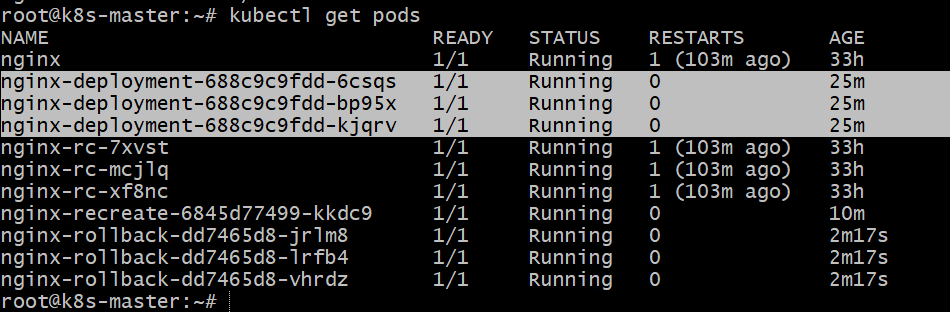 root@k8s-master:~# kubectl get pods
NAME READY STATUS RESTARTS AGE
nginx 1/1 Running 1 (103m ago) 33h
nginx-deployment-688c9c9fdd-6csqs 1/1 Running 0 25m
nginx-deployment-688c9c9fdd-bp95x 1/1 Running 0 25m
nginx-deployment-688c9c9fdd-kjqrv 1/1 Running 0 25m
nginx-rc-7xvst 1/1 Running 1 (103m ago) 33h
nginx-rc-mcjlq 1/1 Running 1 (103m ago) 33h
nginx-rc-xf8nc 1/1 Running 1 (103m ago) 33h
nginx-recreate-6845d77499-kkdc9 1/1 Running 0 10m
nginx-rollback-dd7465d8-jrlm8 1/1 Running 0 2m17s
nginx-rollback-dd7465d8-lrfb4 1/1 Running 0 2m17s
nginx-rollback-dd7465d8-vhrdz 1/1 Running 0 2m17s
root@k8s-master:~#